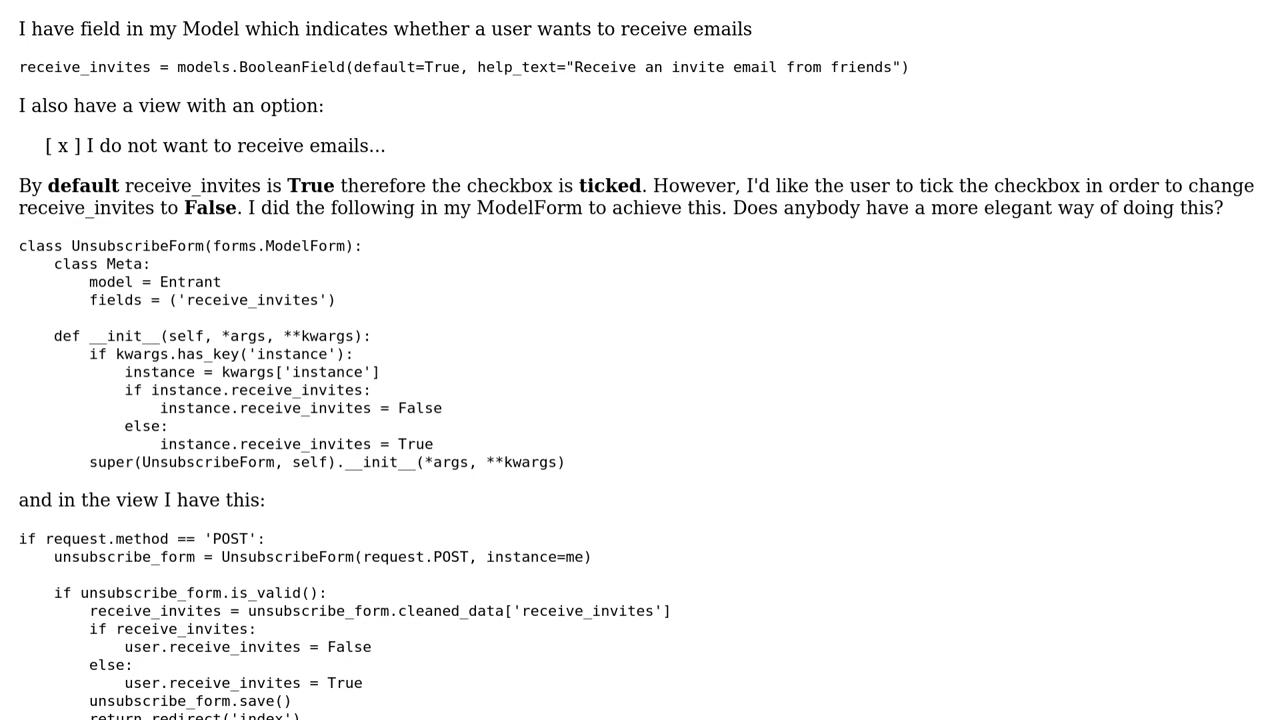 I have field in my Model which indicates whether a user wants to receive emails
receive_invites = models.BooleanField(default=True, help_text="Receive an invite email from friends")
I also have a view with an option:
[ x ] I do not want to receive emails...
By default receive_invites is True therefore the checkbox is ticked. However, I'd like the user to tick the checkbox in order to change
receive_invites to False. I did the following in my ModelForm to achieve this. Does anybody have a more elegant way of doing this?
class UnsubscribeForm(forms.ModelForm):
    class Meta:
        model = Entrant
        fields = ('receive_invites')
    def __init__(self, *args, **kwargs):
        if kwargs.has_key('instance'):
            instance = kwargs['instance']
            if instance.receive_invites:
                instance.receive_invites = False
            else:
                instance.receive_invites = True
        super(UnsubscribeForm, self).__init__(*args, **kwargs)
and in the view I have this:
if request.method == 'POST':
    unsubscribe_form = UnsubscribeForm(request.POST, instance=me)
    if unsubscribe_form.is_valid():
        receive_invites = unsubscribe_form.cleaned_data['receive_invites']
        if receive_invites:
            user.receive_invites = False
        else:
            user.receive_invites = True
        unsubscribe_form.save()
        return redirect('index')